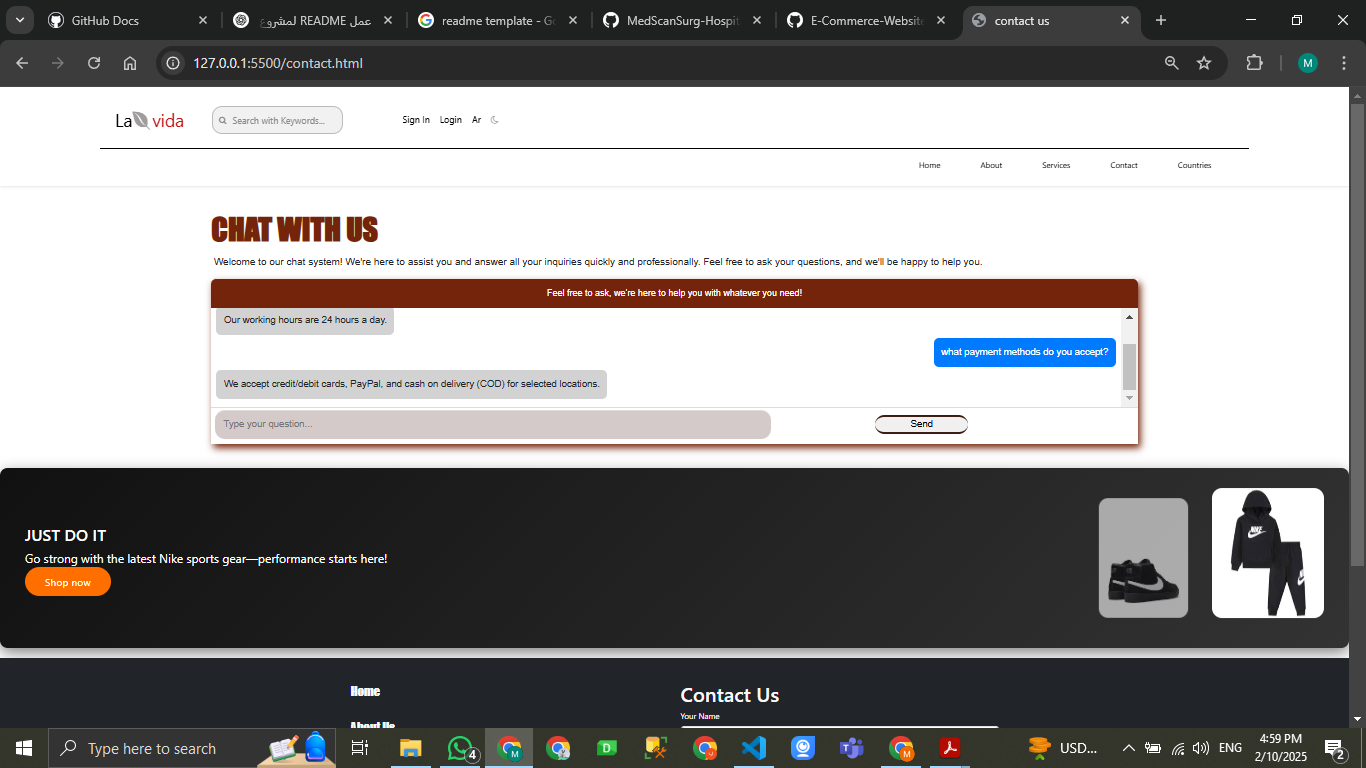 GitHub Docs
عمل README لمشروع
readme template - Go
MedScanSurg-Hospit
E-Commerce-Website
contact us
127.0.0.1:5500/contact.html
M
La vida
Search with Keywords...
Sign In Login Ar
Home About Services Contact Countries
CHAT WITH US
Welcome to our chat system! We're here to assist you and answer all your inquiries quickly and professionally. Feel free to ask your questions, and we'll be happy to help you.
Feel free to ask, we're here to help you with whatever you need!
Our working hours are 24 hours a day.
what payment methods do you accept?
We accept credit/debit cards, PayPal, and cash on delivery (COD) for selected locations.
Type your question...
Send
JUST DO IT
Go strong with the latest Nike sports gear—performance starts here!
Shop now
NIKE
Home
Contact Us
Your Name
About Us
Type here to search
4
USD...
ENG
4:59 PM
2/10/2025
2